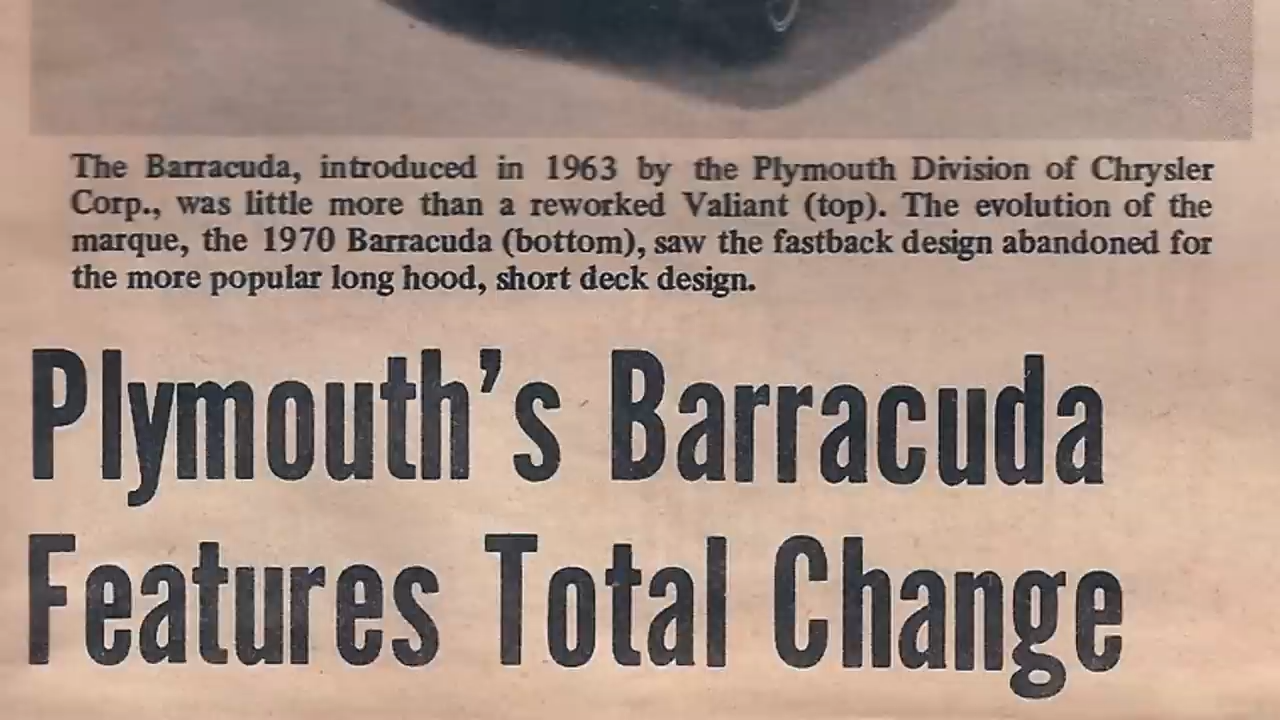 The Barracuda, introduced in 1963 by the Plymouth Division of Chrysler
Corp., was little more than a reworked Valiant (top). The evolution of the
marque, the 1970 Barracuda (bottom), saw the fastback design abandoned for
the more popular long hood, short deck design.
Plymouth's Barracuda
Features Total Change